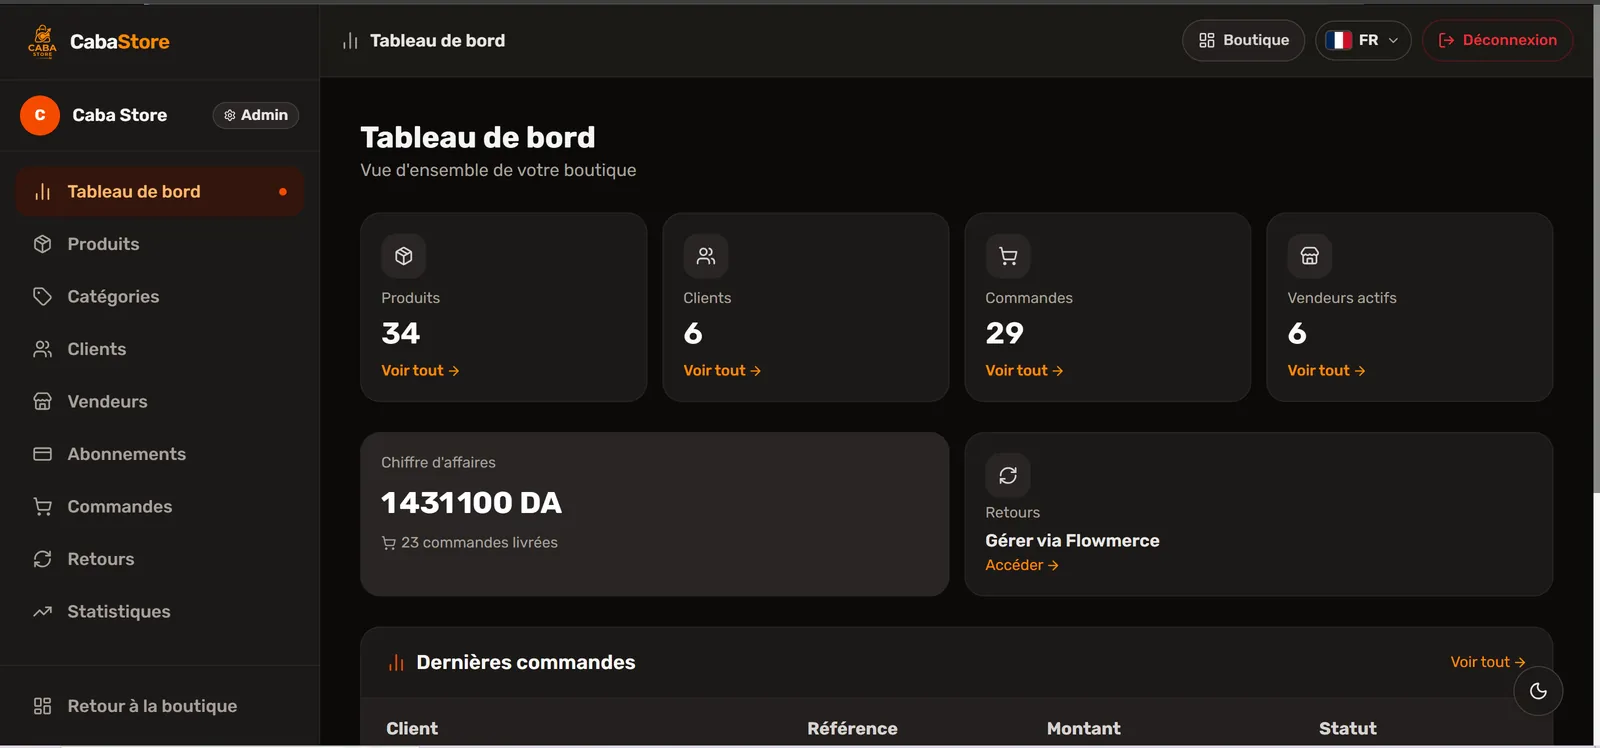 CABA
STORE
CabaStore
Tableau de bord
Boutique
FR
Déconnexion
C
Caba Store
Admin
Tableau de bord
Produits
Catégories
Clients
Vendeurs
Abonnements
Commandes
Retours
Statistiques
Retour à la boutique
Tableau de bord
Vue d'ensemble de votre boutique
Produits
34
Voir tout →
Clients
6
Voir tout →
Commandes
29
Voir tout →
Vendeurs actifs
6
Voir tout →
Chiffre d'affaires
1431100 DA
23 commandes livrées
Retours
Gérer via Flowmerce
Accéder →
Dernières commandes
Voir tout →
Client Référence Montant Statut